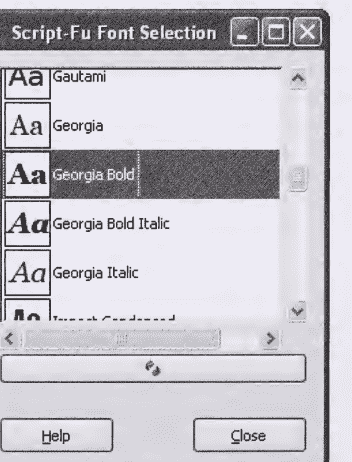 Script-Fu Font Selection
Aa Gautami
Aa Georgia
Aa Georgia Bold
Aa Georgia Bold Italic
Aa Georgia Italic
Help Close